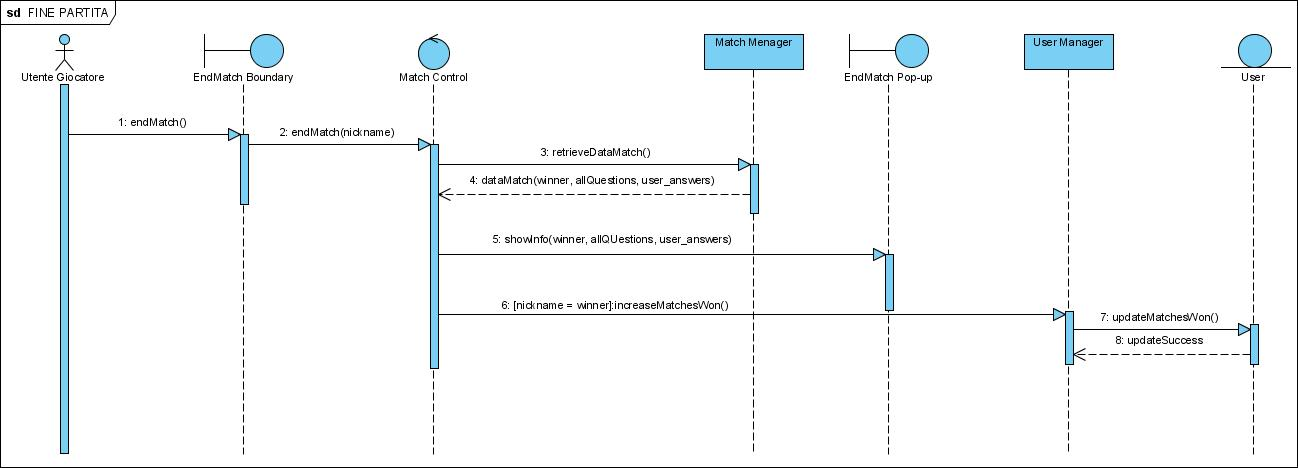 sd FINE PARTITA
Utente Giocatore
EndMatch Boundary
Match Control
Match Menager
EndMatch Pop-up
User Manager
User
1: endMatch()
2: endMatch(nickname)
3: retrieveDataMatch()
4: dataMatch(winner, allQuestions, user_answers)
5: showInfo(winner, allQUestions, user_answers)
6: [nickname = winner]:increaseMatchesWon()
7: updateMatchesWon()
8: updateSuccess